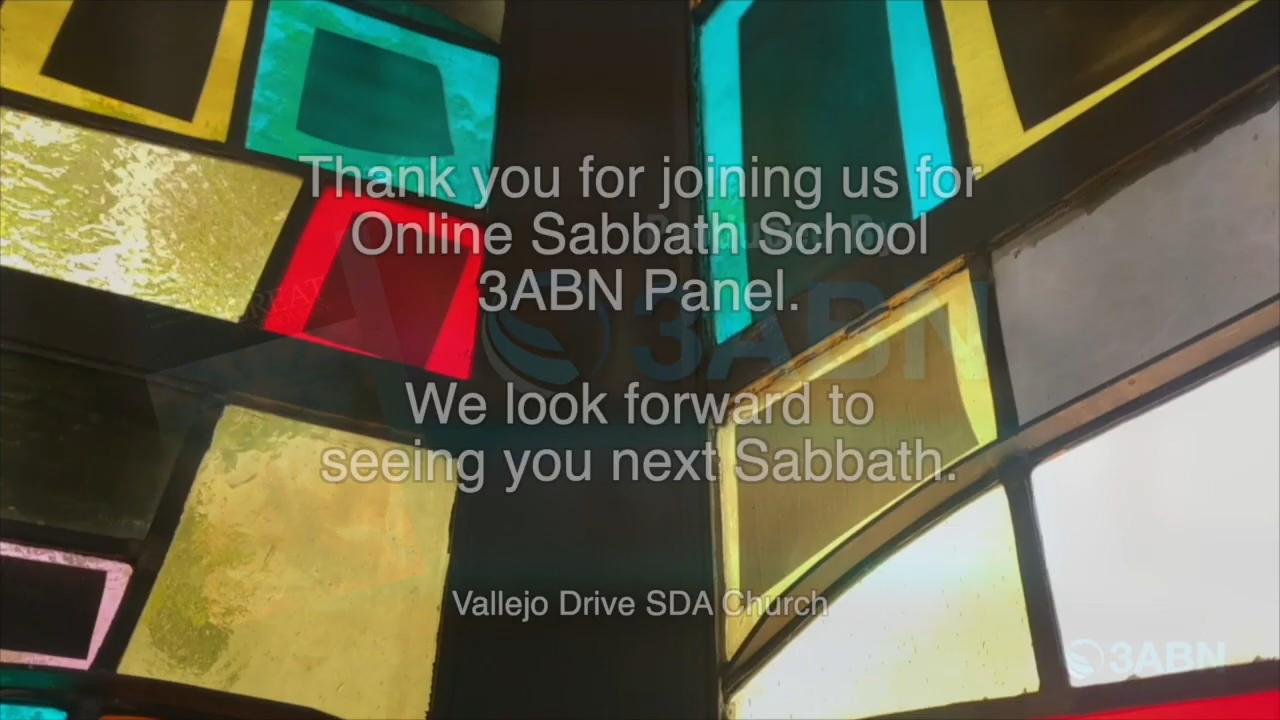 Thank you for joining us for
Online Sabbath School
3ABN Panel.
3ABN
We look forward to
seeing you next Sabbath.
Vallejo Drive SDA Church
3ABN